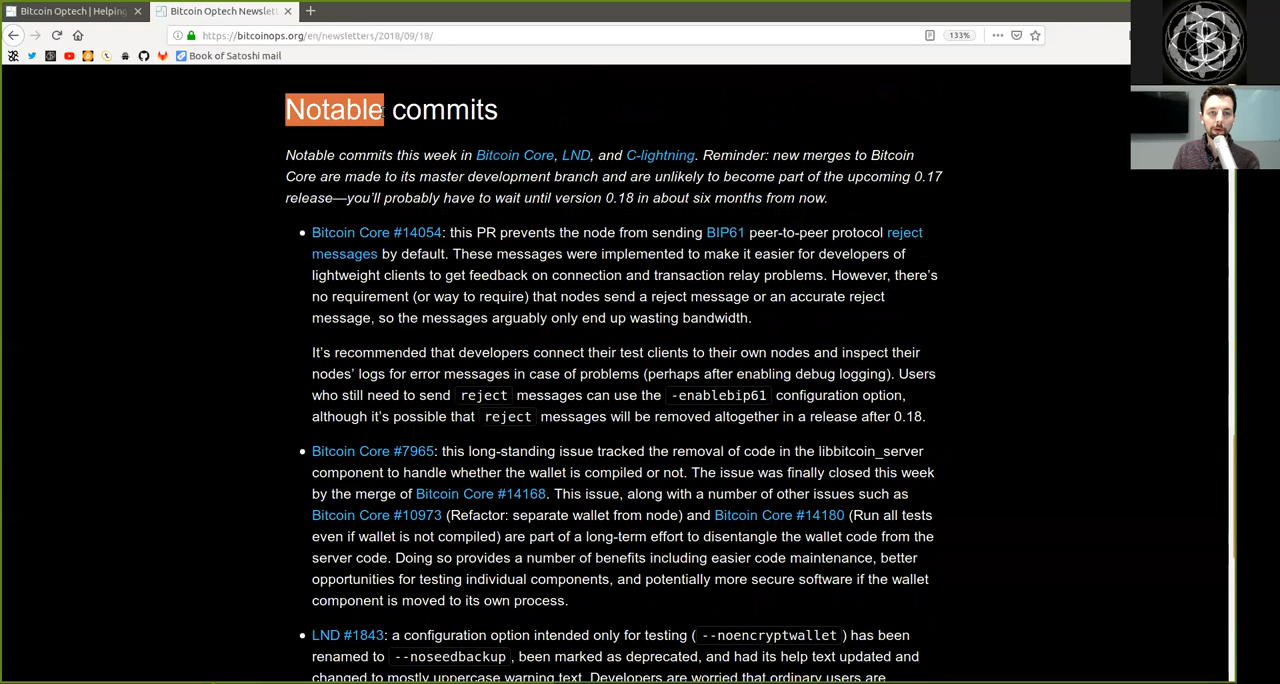 Bitcoin Optech | Helping
Bitcoin Optech Newslett
https://bitcoinops.org/en/newsletters/2018/09/18/
133%
Book of Satoshi mail
Notable commits
Notable commits this week in Bitcoin Core, LND, and C-lightning. Reminder: new merges to Bitcoin
Core are made to its master development branch and are unlikely to become part of the upcoming 0.17
release—you’ll probably have to wait until version 0.18 in about six months from now.
• Bitcoin Core #14054: this PR prevents the node from sending BIP61 peer-to-peer protocol reject
messages by default. These messages were implemented to make it easier for developers of
lightweight clients to get feedback on connection and transaction relay problems. However, there’s
no requirement (or way to require) that nodes send a reject message or an accurate reject
message, so the messages arguably only end up wasting bandwidth.
It’s recommended that developers connect their test clients to their own nodes and inspect their
nodes’ logs for error messages in case of problems (perhaps after enabling debug logging). Users
who still need to send reject messages can use the -enablebip61 configuration option,
although it’s possible that reject messages will be removed altogether in a release after 0.18.
• Bitcoin Core #7965: this long-standing issue tracked the removal of code in the libbitcoin_server
component to handle whether the wallet is compiled or not. The issue was finally closed this week
by the merge of Bitcoin Core #14168. This issue, along with a number of other issues such as
Bitcoin Core #10973 (Refactor: separate wallet from node) and Bitcoin Core #14180 (Run all tests
even if wallet is not compiled) are part of a long-term effort to disentangle the wallet code from the
server code. Doing so provides a number of benefits including easier code maintenance, better
opportunities for testing individual components, and potentially more secure software if the wallet
component is moved to its own process.
• LND #1843: a configuration option intended only for testing ( --noencryptwallet ) has been
renamed to --noseedbackup , been marked as deprecated, and had its help text updated and
changed to mostly uppercase warning text. Developers are worried that ordinary users are